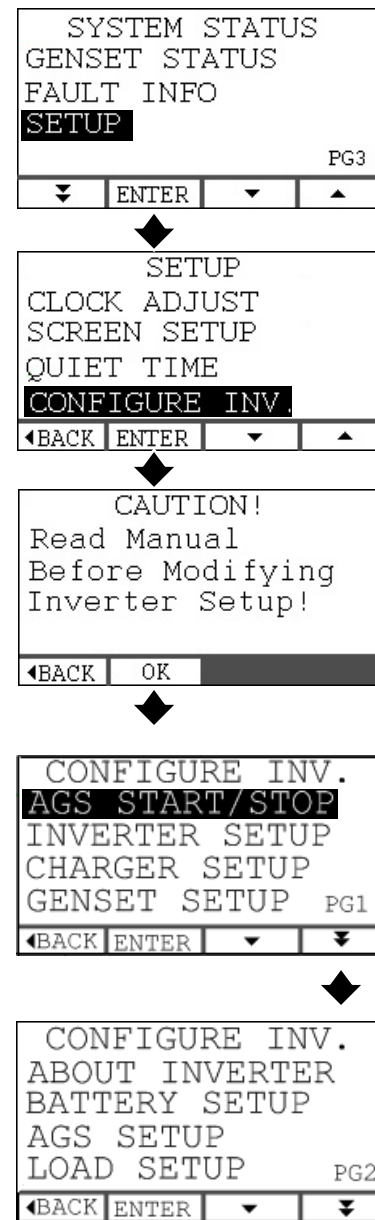 SYSTEM STATUS
GENSET STATUS
FAULT INFO
SETUP
PG3
ENTER
SETUP
CLOCK ADJUST
SCREEN SETUP
QUIET TIME
CONFIGURE INV.
BACK ENTER
CAUTION!
Read Manual
Before Modifying
Inverter Setup!
BACK OK
CONFIGURE INV.
AGS START/STOP
INVERTER SETUP
CHARGER SETUP
GENSET SETUP PG1
BACK ENTER
CONFIGURE INV.
ABOUT INVERTER
BATTERY SETUP
AGS SETUP
LOAD SETUP PG2
BACK ENTER